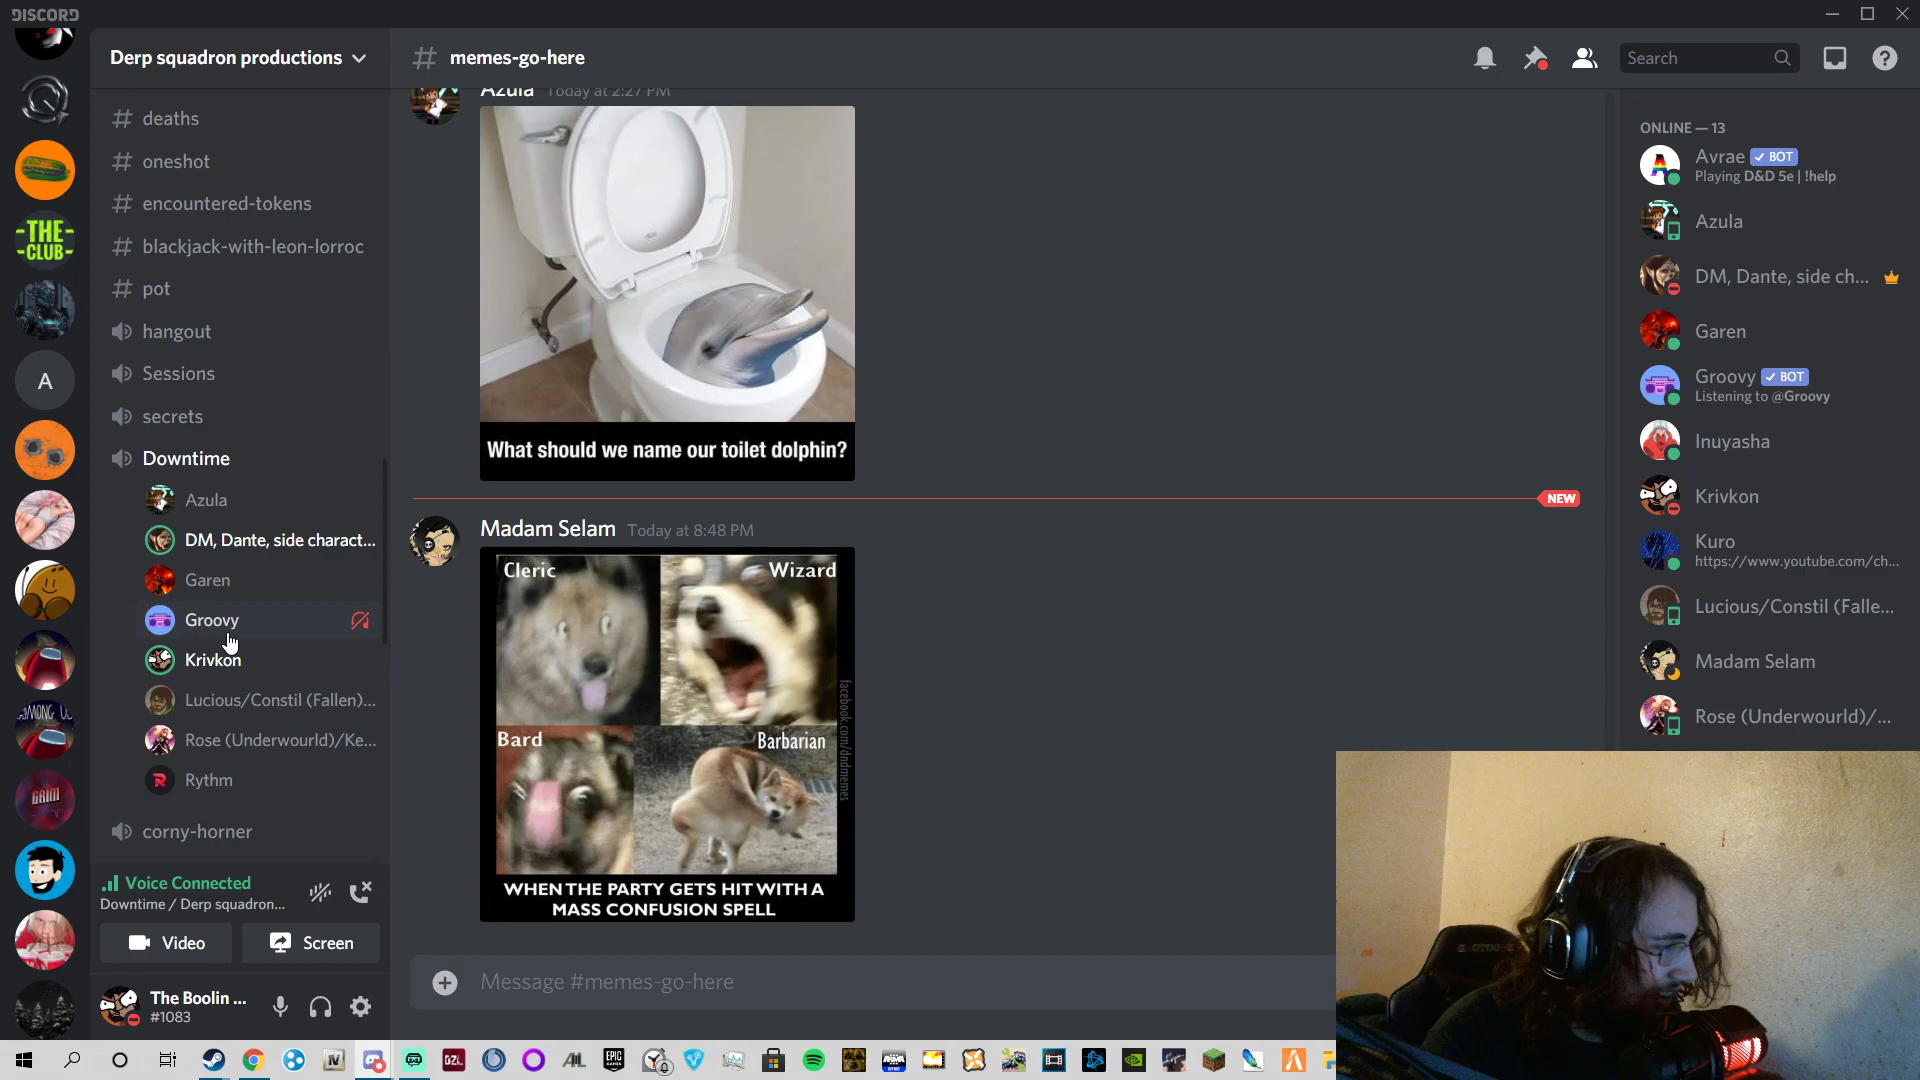 DISCORD
Derp squadron productions
memes-go-here
Search
deaths
oneshot
encountered-tokens
blackjack-with-leon-lorroc
pot
hangout
Sessions
secrets
Downtime
Azula
DM, Dante, side charact...
Garen
Groovy
Krivkon
Lucious/Constil (Fallen)...
Rose (Underwourld)/Ke...
Rythm
corny-horner
Voice Connected
Downtime / Derp squadron...
Video
Screen
The Boolin ...
#1083
THE
CLUB
A
AMONG US
GRIM
Azula Today at 2:27 PM
What should we name our toilet dolphin?
NEW
Madam Selam Today at 8:48 PM
Cleric
Wizard
Bard
Barbarian
facebook.com/dndmemes
WHEN THE PARTY GETS HIT WITH A
MASS CONFUSION SPELL
Message #memes-go-here
ONLINE — 13
Avrae BOT
Playing D&D 5e | !help
Azula
DM, Dante, side ch...
Garen
Groovy BOT
Listening to @Groovy
Inuyasha
Krivkon
Kuro
https://www.youtube.com/ch...
Lucious/Constil (Falle...
Madam Selam
Rose (Underwourld)/...
DZL
EPIC
GAMES